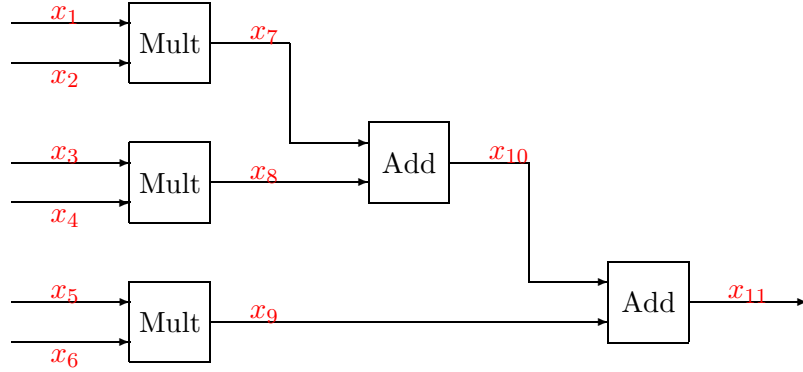 x₁
Mult
x₇
x₂
x₃
Mult
x₈
x₄
Add
x₁₀
x₅
Mult
x₉
x₆
Add
x₁₁